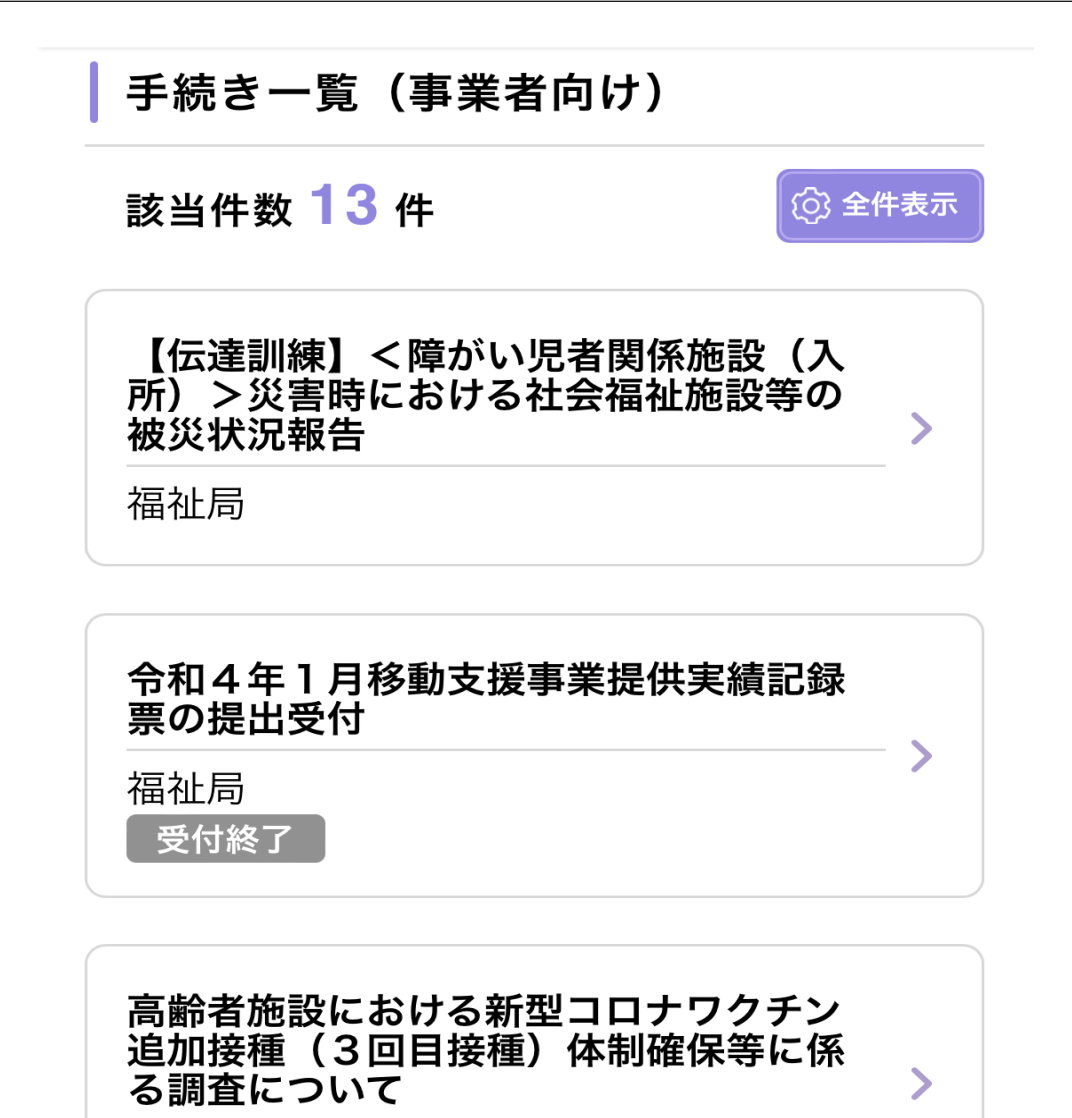 手続き一覧（事業者向け）
該当件数 13 件
全件表示
【伝達訓練】＜障がい児者関係施設（入
所）＞災害時における社会福祉施設等の
被災状況報告
福祉局
令和４年１月移動支援事業提供実績記録
票の提出受付
福祉局
受付終了
高齢者施設における新型コロナワクチン
追加接種（３回目接種）体制確保等に係
る調査について